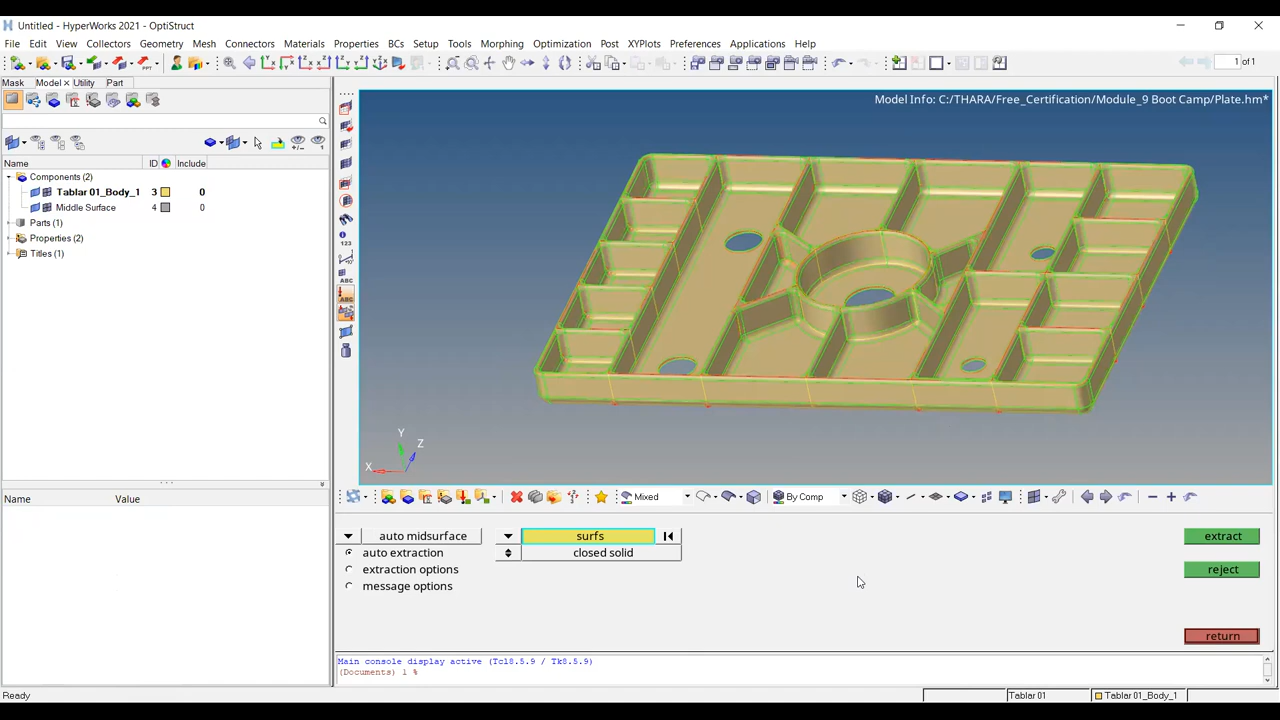 Untitled - HyperWorks 2021 - OptiStruct
File Edit View Collectors Geometry Mesh Connectors Materials Properties BCs Setup Tools Morphing Optimization Post XYPlots Preferences Applications Help
1 of 1
Mask Model Utility Part
Model Info: C:/THARA/Free_Certification/Module_9 Boot Camp/Plate.hm*
Name ID Include
Components (2)
Tablar 01_Body_1 3 0
Middle Surface 4 0
Parts (1)
Properties (2)
Titles (1)
123
ABC
ABC
Y
Z
X
Name Value
Mixed
By Comp
auto midsurface surfs extract
auto extraction closed solid
extraction options reject
message options
return
Main console display active (Tcl8.5.9 / Tk8.5.9)
(Documents) 1 %
Ready
Tablar 01
Tablar 01_Body_1